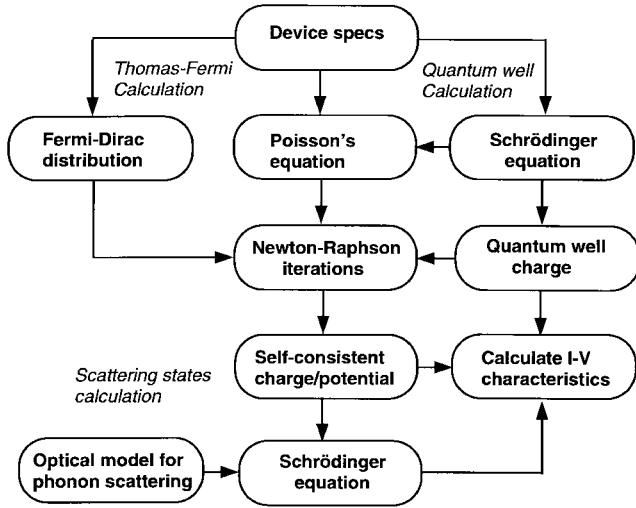 Device specs
Thomas-Fermi
Calculation
Quantum well
Calculation
Fermi-Dirac
distribution
Poisson's
equation
Schrödinger
equation
Newton-Raphson
iterations
Quantum well
charge
Self-consistent
charge/potential
Calculate I-V
characteristics
Scattering states
calculation
Optical model for
phonon scattering
Schrödinger
equation